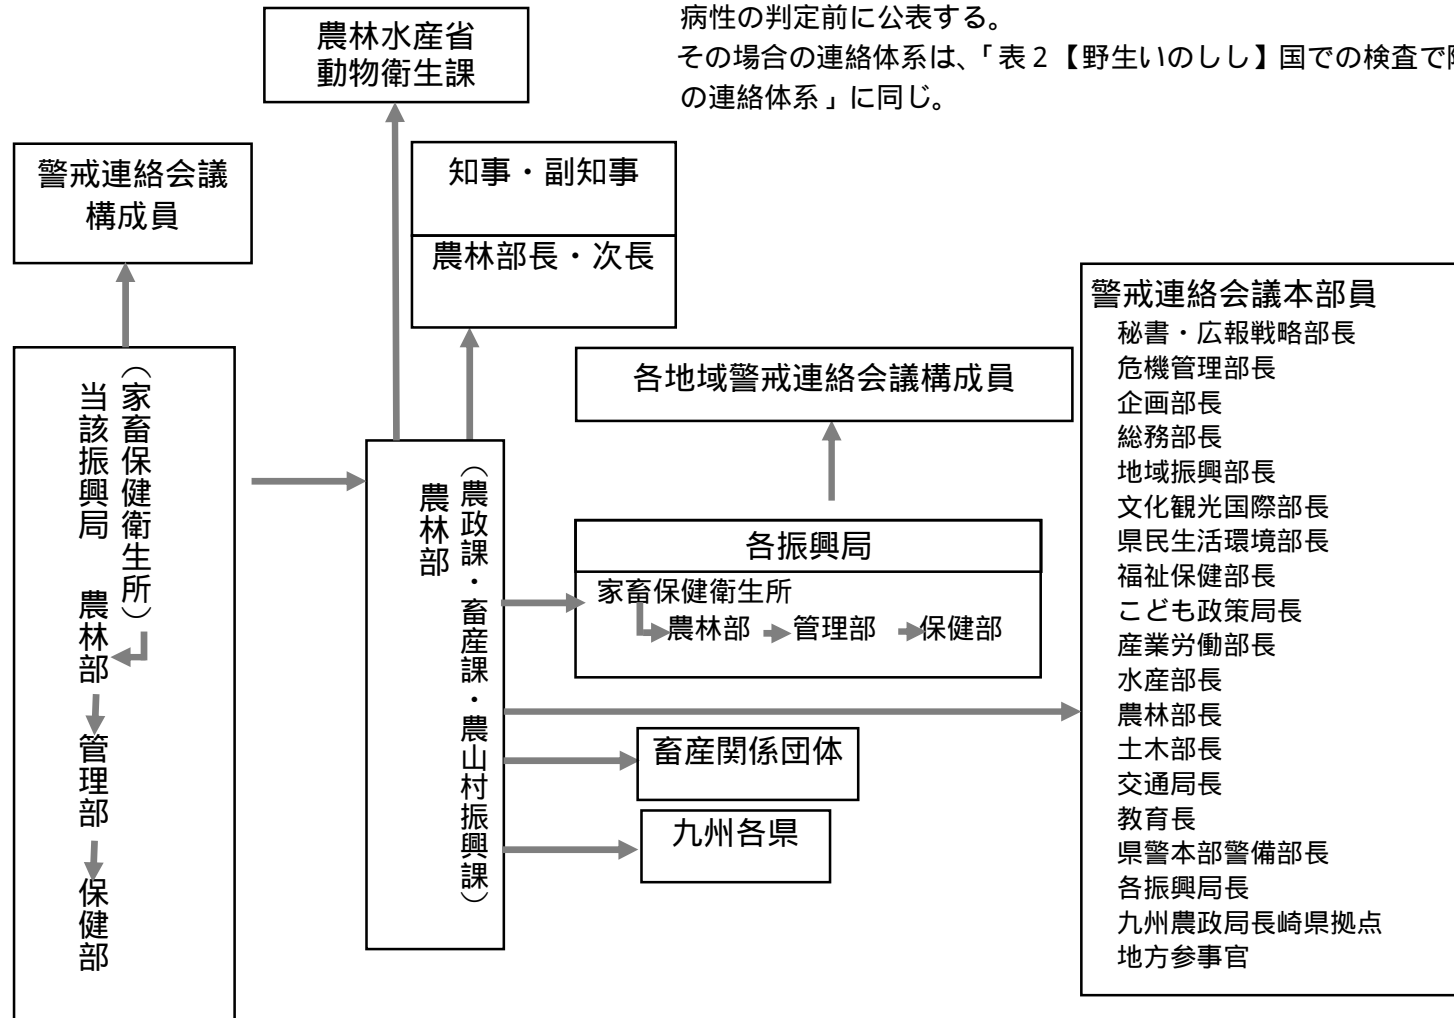 病性の判定前に公表する。
その場合の連絡体系は、「表2【野生いのしし】国での検査で
の連絡体系」に同じ。
農林水産省
動物衛生課
警戒連絡会議
構成員
知事・副知事
農林部長・次長
当該振興局 農林部
(家畜保健衛生所)
管理部
保健部
農林部
(農政課・畜産課・農山村振興課)
各地域警戒連絡会議構成員
各振興局
家畜保健衛生所
農林部 管理部 保健部
畜産関係団体
九州各県
警戒連絡会議本部員
秘書・広報戦略部長
危機管理部長
企画部長
総務部長
地域振興部長
文化観光国際部長
県民生活環境部長
福祉保健部長
こども政策局長
産業労働部長
水産部長
農林部長
土木部長
交通局長
教育長
県警本部警備部長
各振興局長
九州農政局長崎県拠点
地方参事官